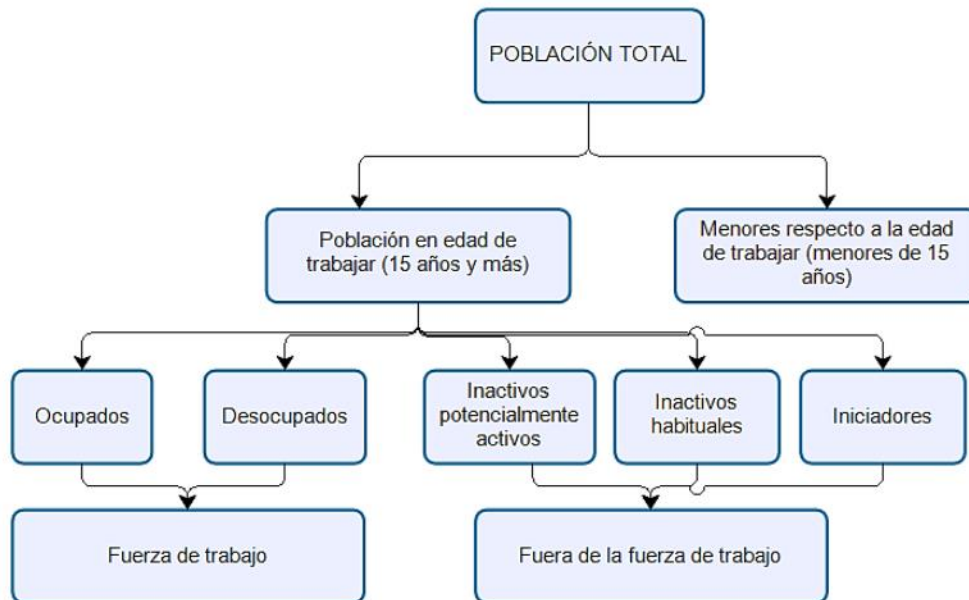 POBLACIÓN TOTAL
Población en edad de
trabajar (15 años y más)
Menores respecto a la edad
de trabajar (menores de 15
años)
Ocupados
Desocupados
Inactivos
potencialmente
activos
Inactivos
habituales
Iniciadores
Fuerza de trabajo
Fuera de la fuerza de trabajo